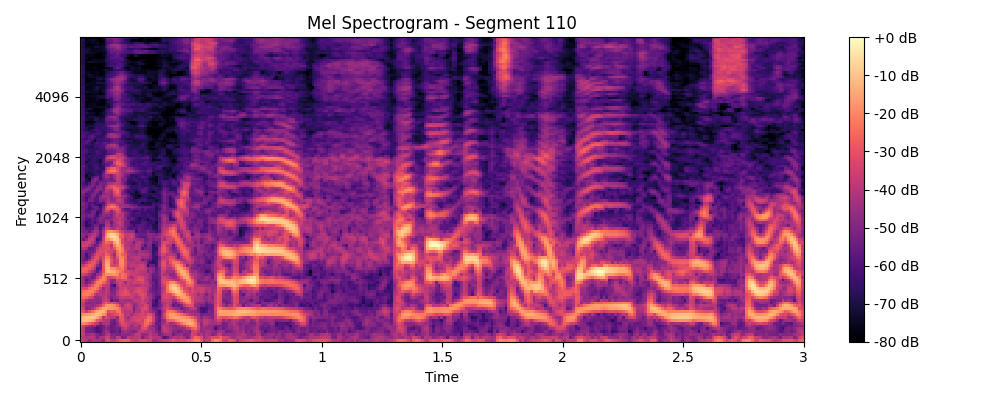 Mel Spectrogram - Segment 110
Frequency
4096
2048
1024
512
0
0
0.5
1
1.5
2
2.5
3
Time
+0 dB
-10 dB
-20 dB
-30 dB
-40 dB
-50 dB
-60 dB
-70 dB
-80 dB